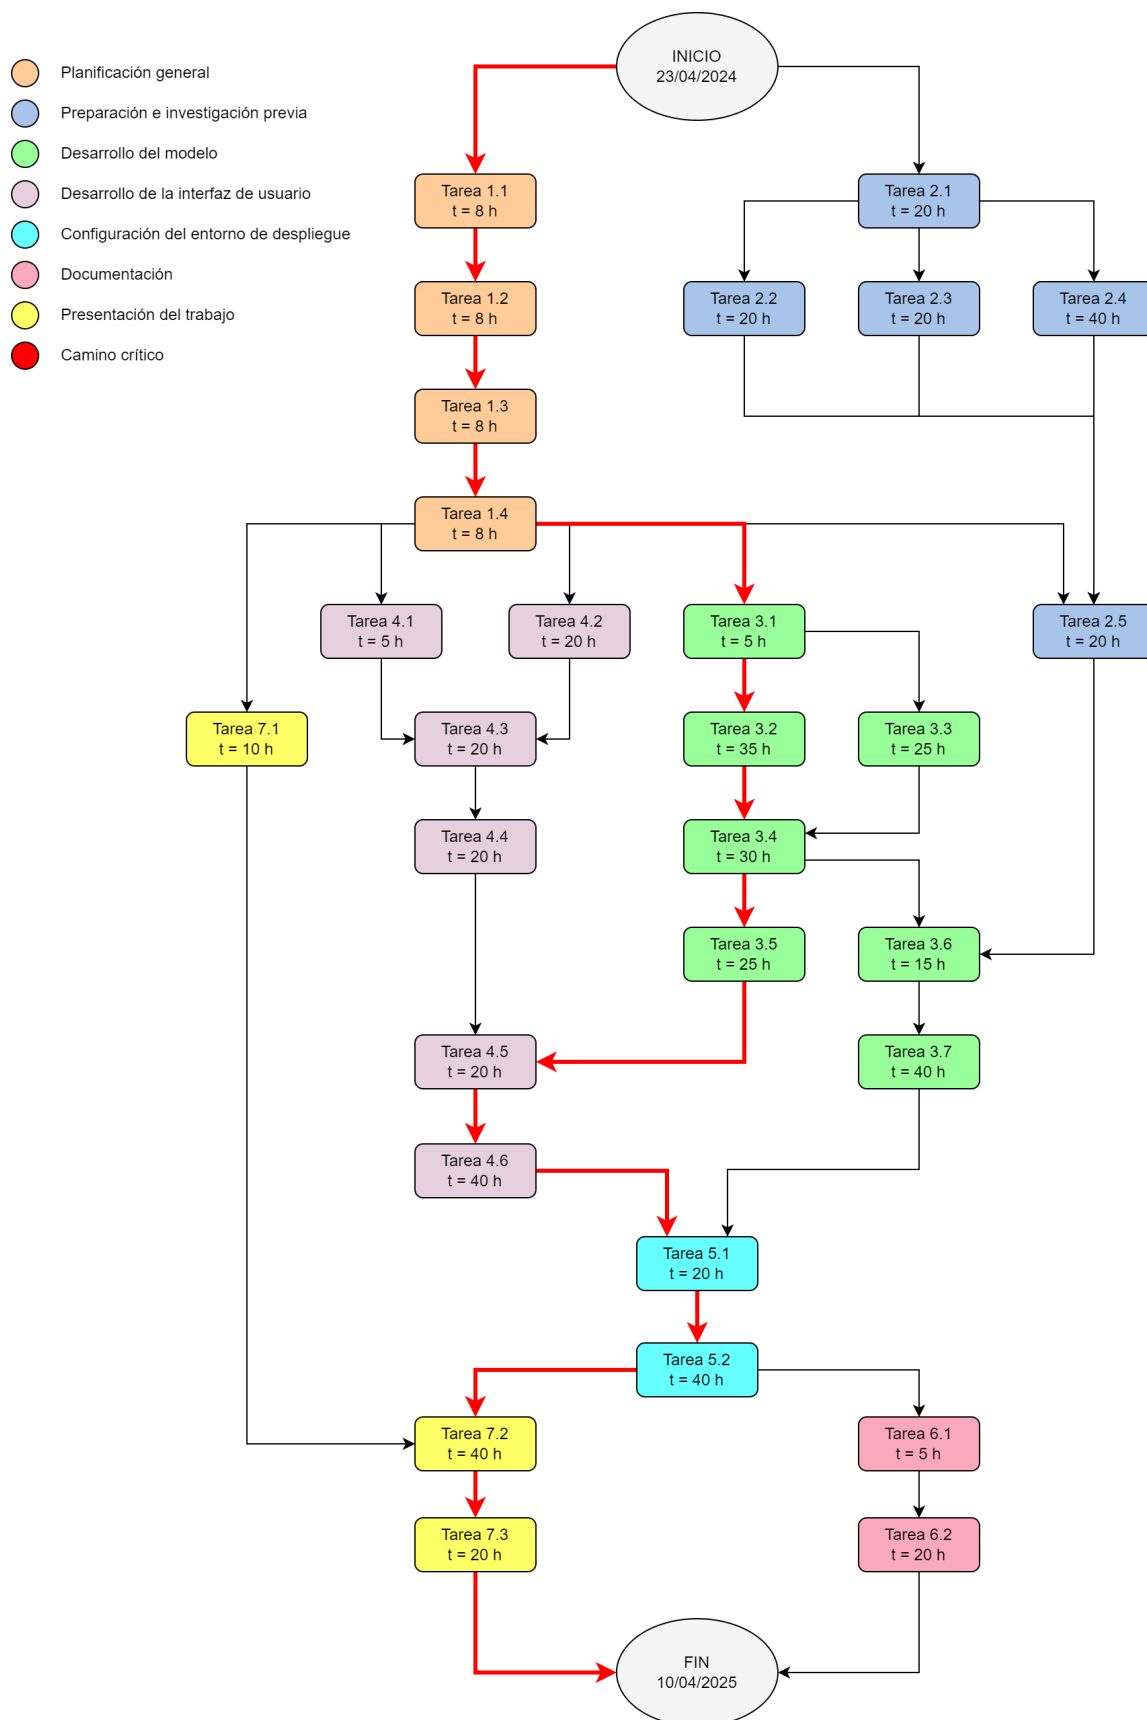 INICIO
23/04/2024
Planificación general
Preparación e investigación previa
Desarrollo del modelo
Desarrollo de la interfaz de usuario
Configuración del entorno de despliegue
Documentación
Presentación del trabajo
Camino crítico
Tarea 1.1
t = 8 h
Tarea 2.1
t = 20 h
Tarea 1.2
t = 8 h
Tarea 2.2
t = 20 h
Tarea 2.3
t = 20 h
Tarea 2.4
t = 40 h
Tarea 1.3
t = 8 h
Tarea 1.4
t = 8 h
Tarea 4.1
t = 5 h
Tarea 4.2
t = 20 h
Tarea 3.1
t = 5 h
Tarea 2.5
t = 20 h
Tarea 7.1
t = 10 h
Tarea 4.3
t = 20 h
Tarea 3.2
t = 35 h
Tarea 3.3
t = 25 h
Tarea 4.4
t = 20 h
Tarea 3.4
t = 30 h
Tarea 3.5
t = 25 h
Tarea 3.6
t = 15 h
Tarea 4.5
t = 20 h
Tarea 3.7
t = 40 h
Tarea 4.6
t = 40 h
Tarea 5.1
t = 20 h
Tarea 5.2
t = 40 h
Tarea 7.2
t = 40 h
Tarea 6.1
t = 5 h
Tarea 7.3
t = 20 h
Tarea 6.2
t = 20 h
FIN
10/04/2025